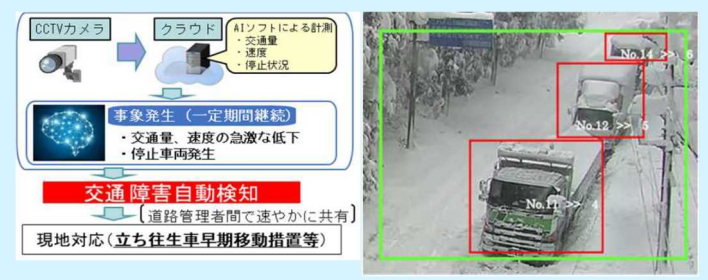 CCTVカメラ
クラウド
AIソフトによる計測
・交通量
・速度
・停止状況
事象発生（一定期間継続）
・交通量、速度の急激な低下
・停止車両発生
交通障害自動検知
道路管理者間で速やかに共有
現地対応（立ち往生車早期移動措置等）
No.14 >> 6
No.12 >> 5
No.11 >> 4